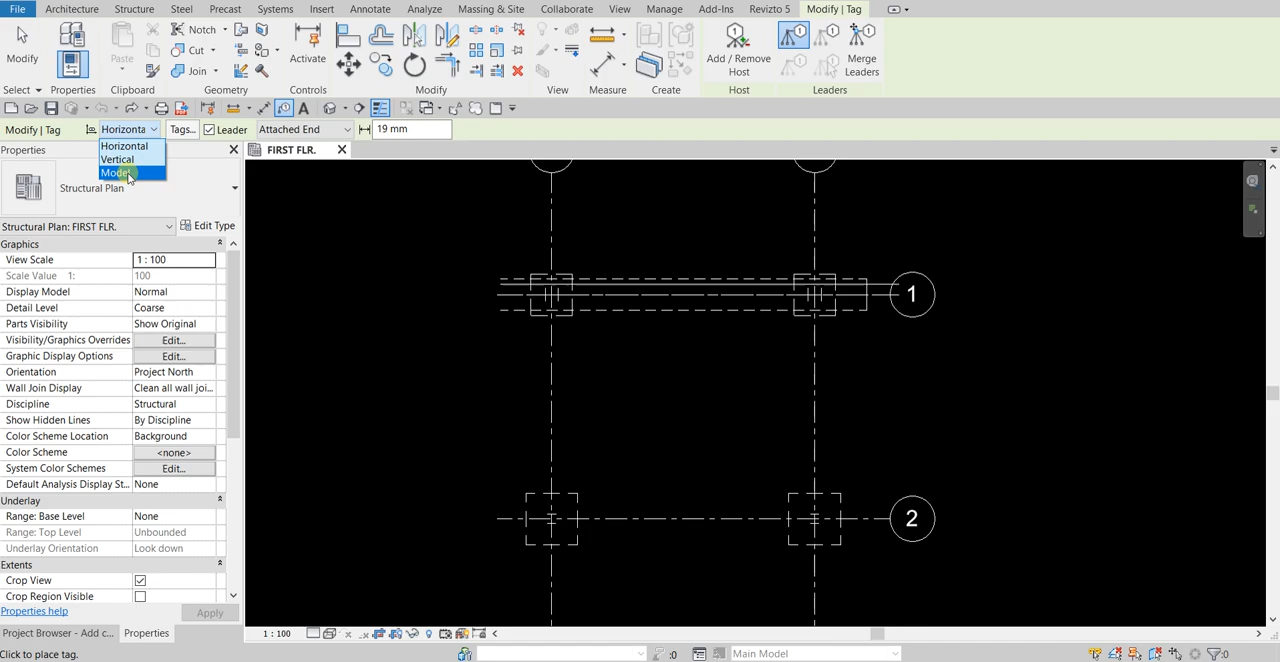 File Architecture Structure Steel Precast Systems Insert Annotate Analyze Massing & Site Collaborate View Manage Add-Ins Revizto 5 Modify | Tag
Modify Paste Notch Cut Join Activate Add / Remove Host Merge Leaders
Select Properties Clipboard Geometry Controls Modify View Measure Create Host Leaders
Modify | Tag Horizonta Tags... Leader Attached End 19 mm
Horizontal
Vertical
Model
Properties
FIRST FLR.
Structural Plan
Structural Plan: FIRST FLR. Edit Type
Graphics
View Scale 1 : 100
Scale Value 1: 100
Display Model Normal
Detail Level Coarse
Parts Visibility Show Original
Visibility/Graphics Overrides Edit...
Graphic Display Options Edit...
Orientation Project North
Wall Join Display Clean all wall joi...
Discipline Structural
Show Hidden Lines By Discipline
Color Scheme Location Background
Color Scheme <none>
System Color Schemes Edit...
Default Analysis Display St... None
Underlay
Range: Base Level None
Range: Top Level Unbounded
Underlay Orientation Look down
Extents
Crop View
Crop Region Visible
Properties help Apply
Project Browser - Add c... Properties
1
2
1 : 100
Click to place tag. :0 Main Model :0